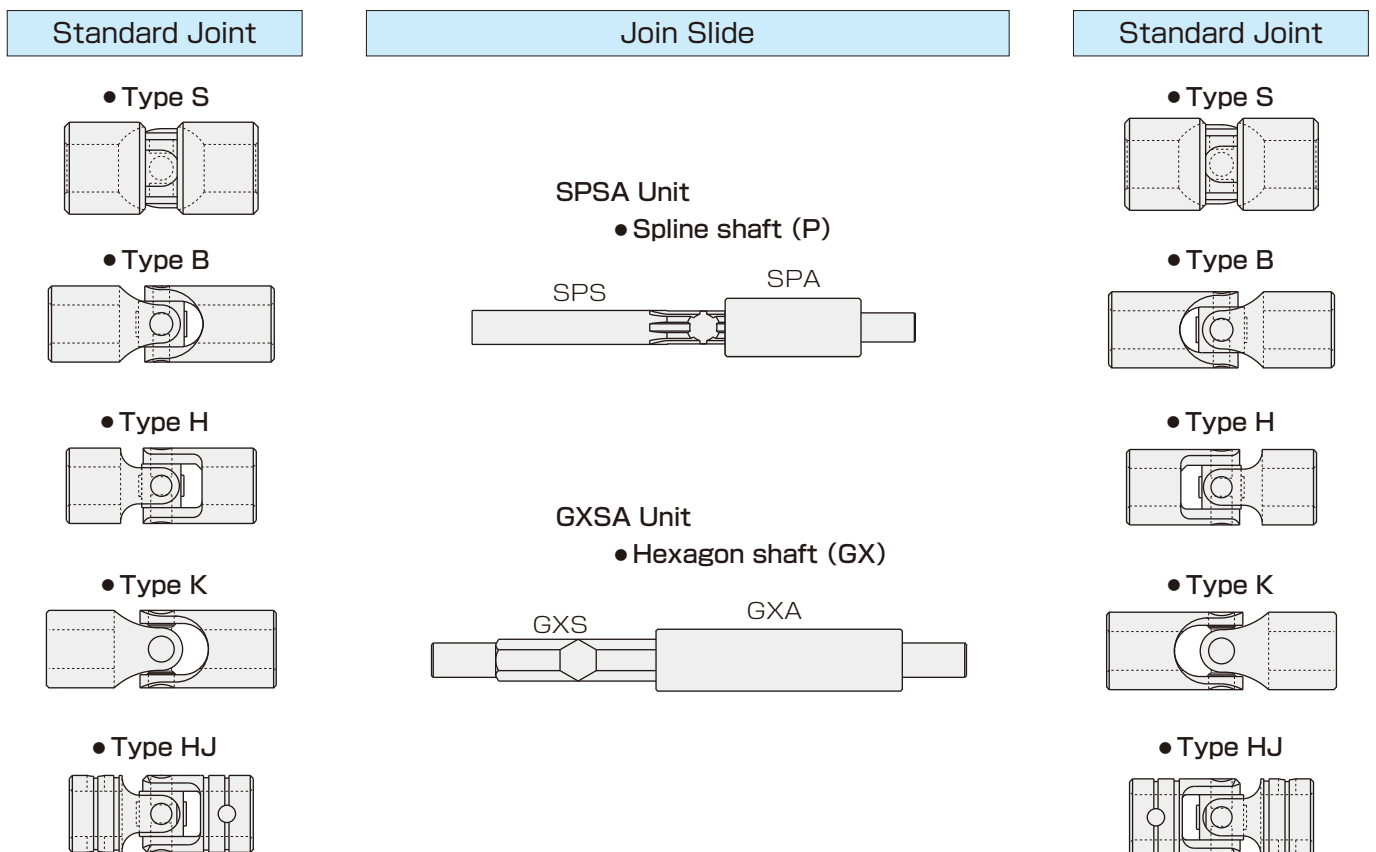 Standard Joint
● Type S
● Type B
● Type H
● Type K
● Type HJ
Join Slide
SPSA Unit
● Spline shaft (P)
SPS
SPA
GXSA Unit
● Hexagon shaft (GX)
GXS
GXA
Standard Joint
● Type S
● Type B
● Type H
● Type K
● Type HJ